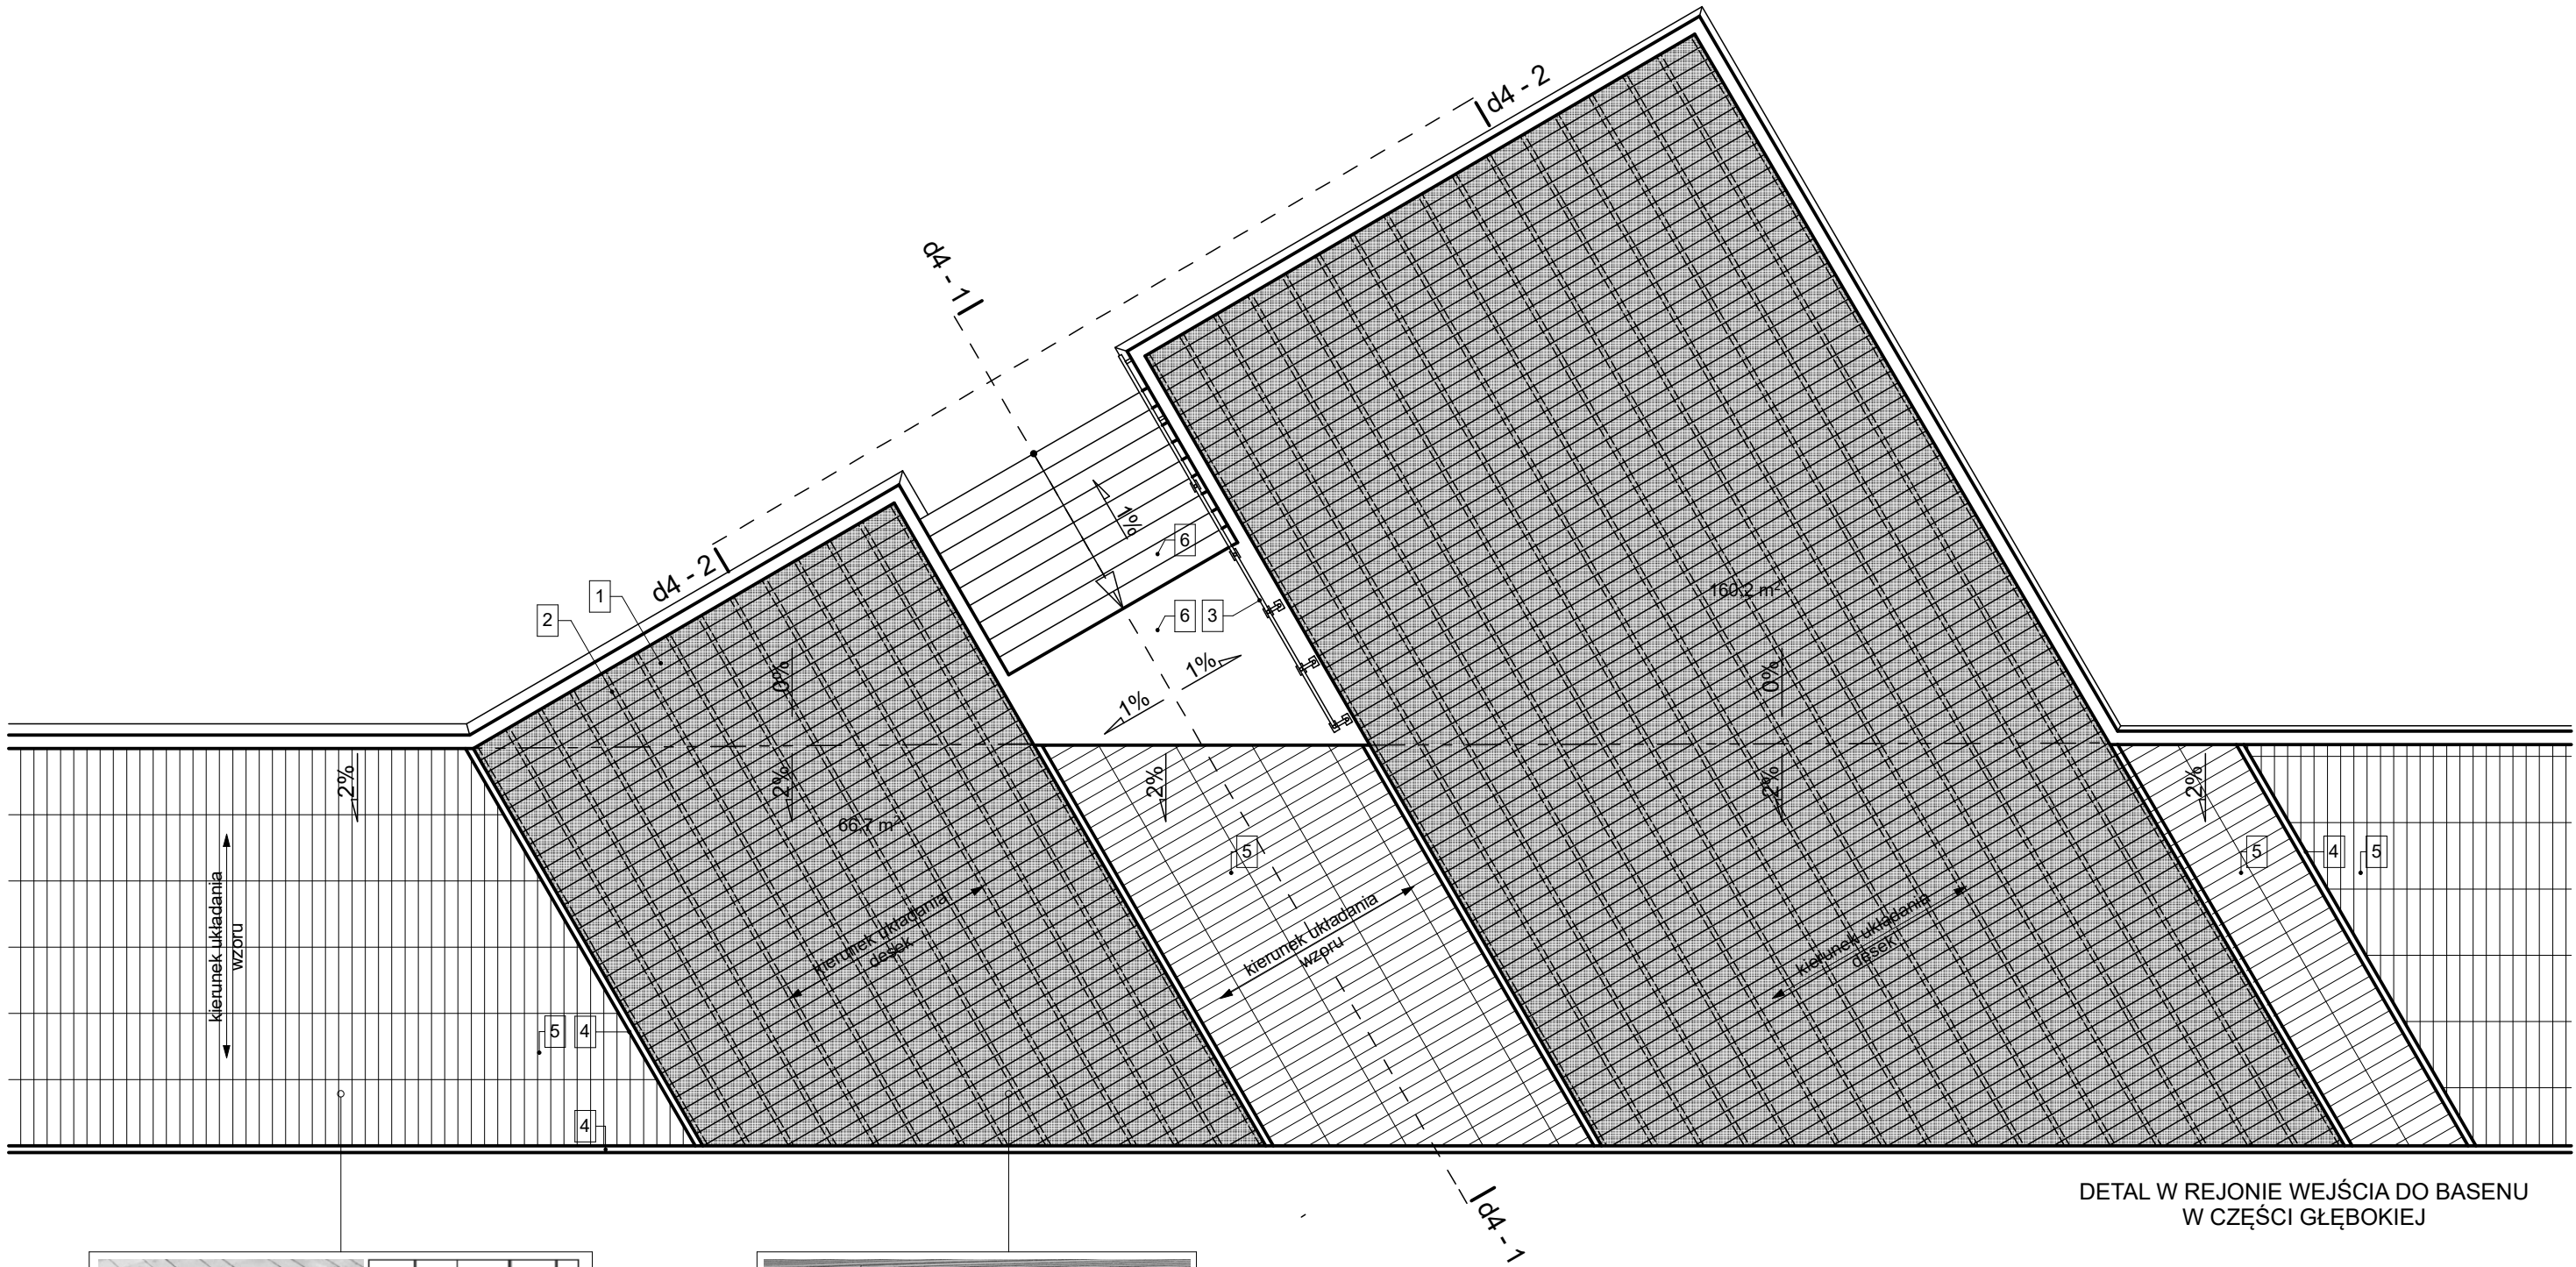 d4 - 2
d4 - 1
1%
6
d4 - 2
1
2
160,2 m²
6
3
0%
1%
0%
1%
2%
2%
2%
2%
2%
66,7 m²
5
5
4
5
kierunek układania
wzoru
kierunek układania
desek
kierunek układania
wzoru
kierunek układania
desek
5
4
4
DETAL W REJONIE WEJŚCIA DO BASENU
W CZĘŚCI GŁĘBOKIEJ
d4 - 1